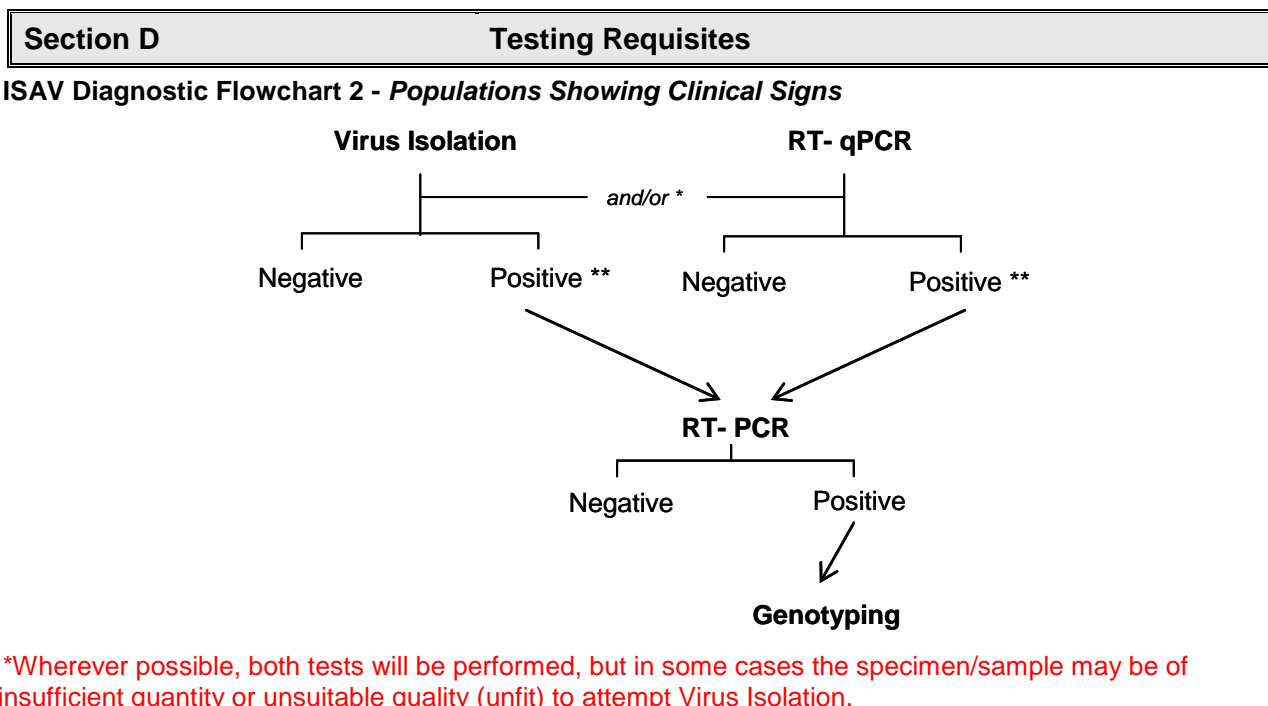 Section D Testing Requisites
ISAV Diagnostic Flowchart 2 - Populations Showing Clinical Signs
Virus Isolation RT- qPCR
and/or *
Negative Positive ** Negative Positive **
RT- PCR
Negative Positive
Genotyping
*Wherever possible, both tests will be performed, but in some cases the specimen/sample may be of
insufficient quantity or unsuitable quality (unfit) to attempt Virus Isolation.